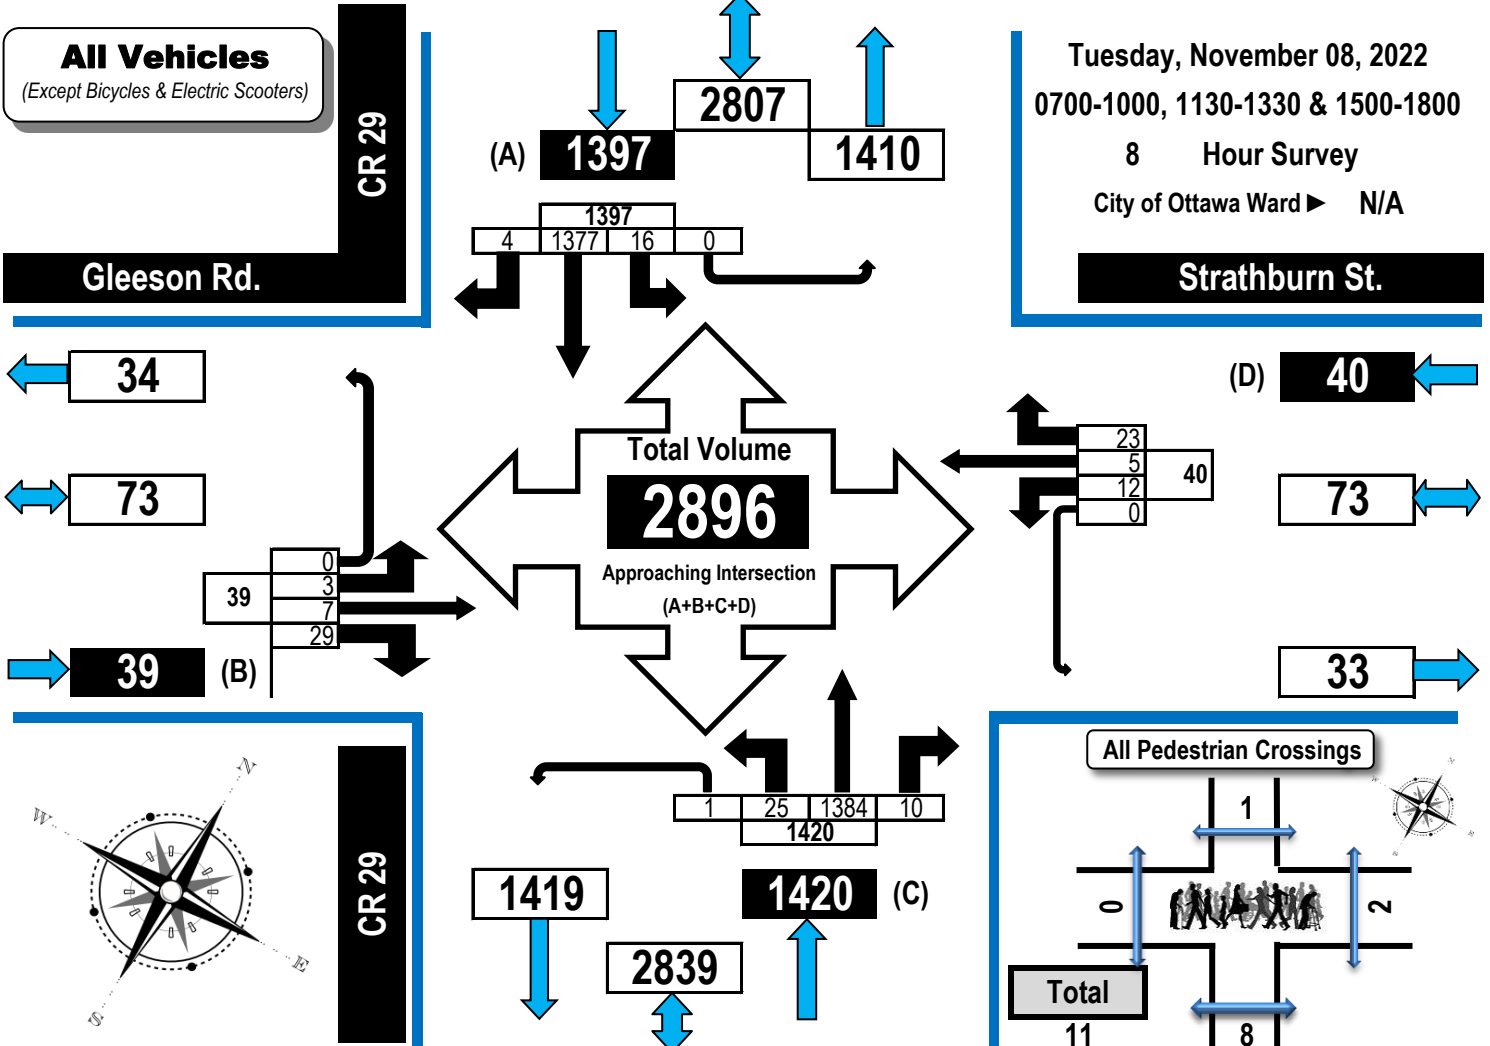 All Vehicles
(Except Bicycles & Electric Scooters)
CR 29
Gleeson Rd.
2807
(A) 1397
1410
1397
4 1377 16 0
Tuesday, November 08, 2022
0700-1000, 1130-1330 & 1500-1800
8 Hour Survey
City of Ottawa Ward ► N/A
Strathburn St.
34
73
0
3
7
29
39
39 (B)
Total Volume
2896
Approaching Intersection
(A+B+C+D)
(D) 40
23
5
12
0
40
73
33
N
W
E
S
CR 29
1 25 1384 10
1420
1419
1420 (C)
2839
All Pedestrian Crossings
1
0
2
Total
11
8